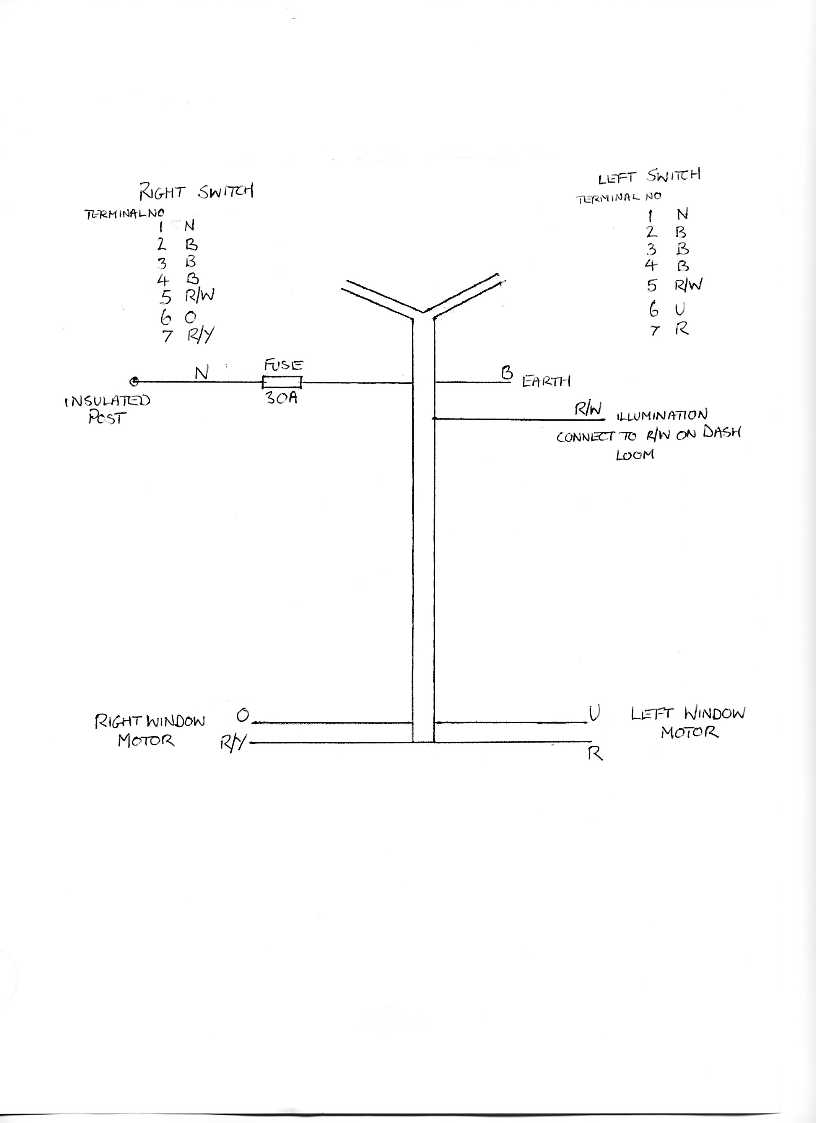 RIGHT SWITCH
TERMINAL NO
1 N
2 B
3 B
4 B
5 R/W
6 O
7 R/Y
LEFT SWITCH
TERMINAL NO
1 N
2 B
3 B
4 B
5 R/W
6 U
7 R
N
FUSE
30A
INSULATED
POST
B EARTH
R/W ILLUMINATION
CONNECT TO R/W ON DASH
LOOM
RIGHT WINDOW
MOTOR
O
R/Y
U
R
LEFT WINDOW
MOTOR